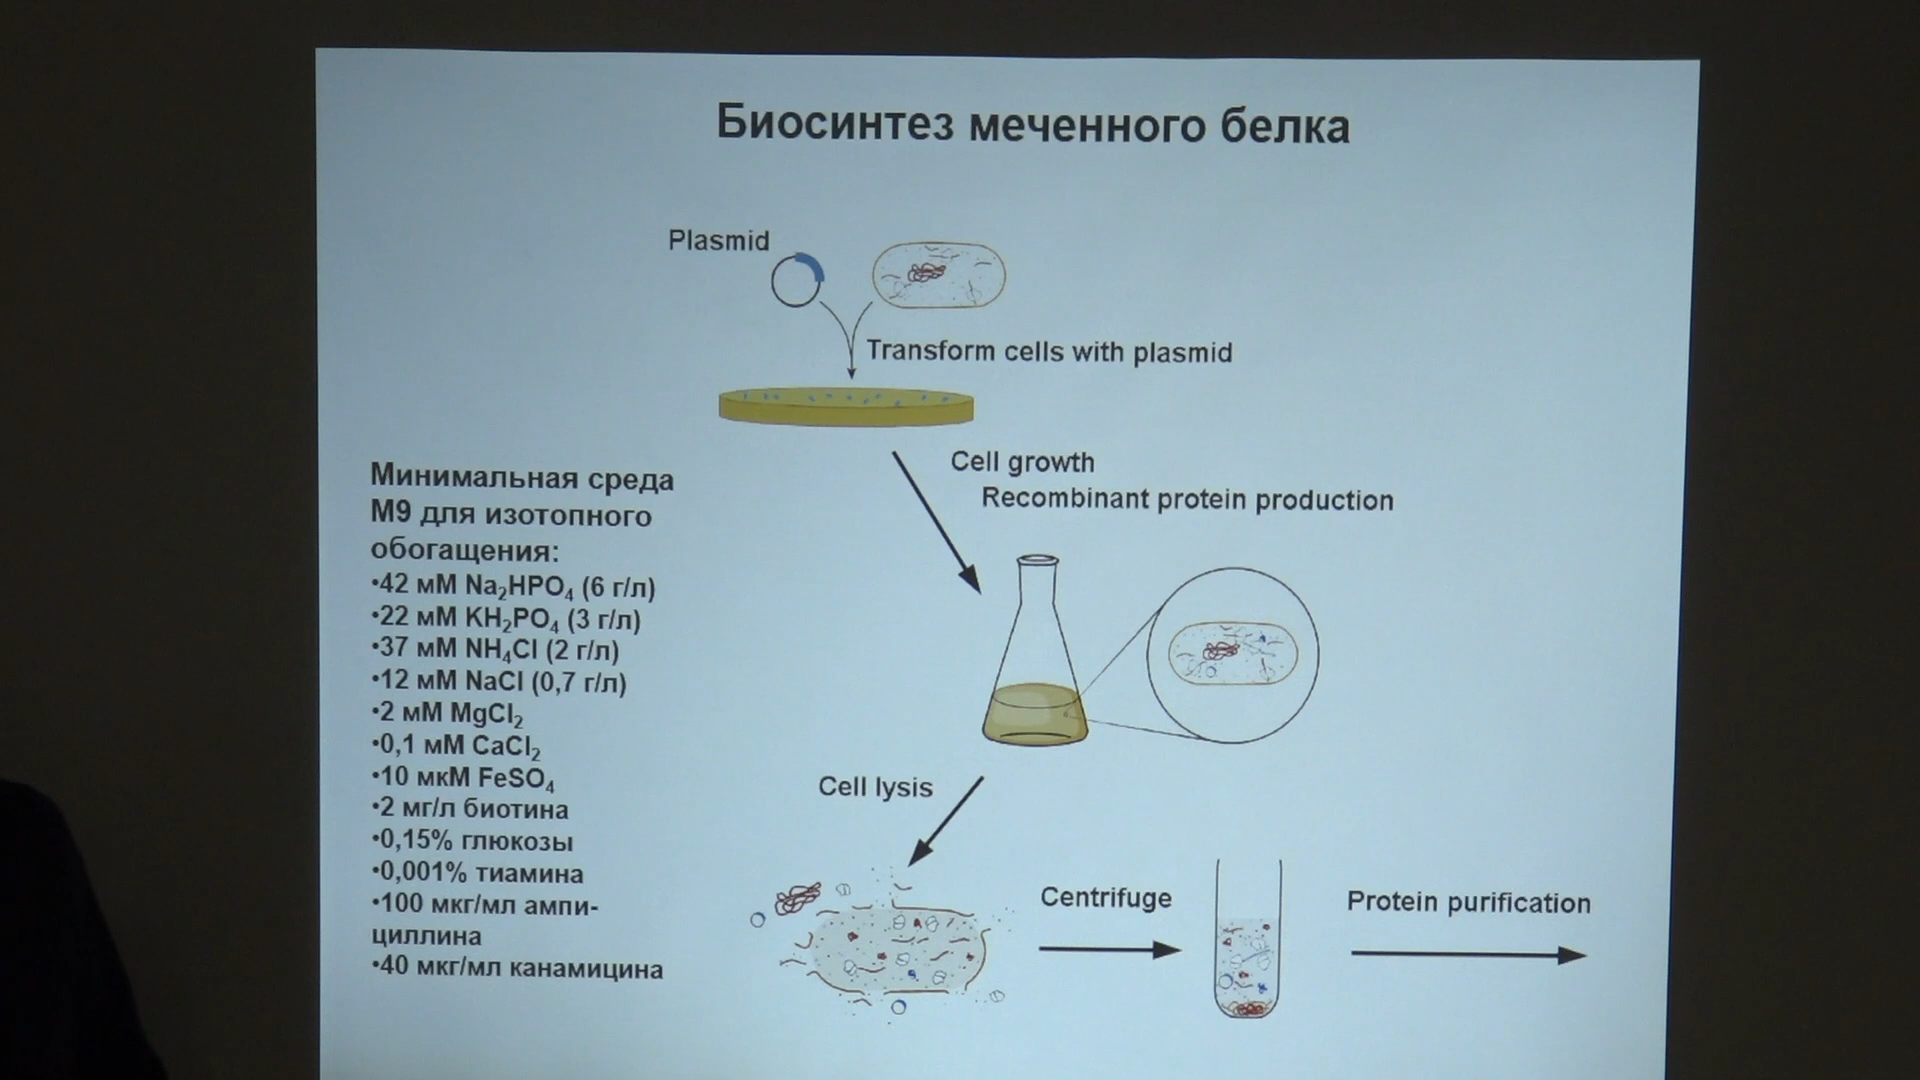 Биосинтез меченного белка
Plasmid
Transform cells with plasmid
Cell growth
Recombinant protein production
Минимальная среда
М9 для изотопного
обогащения:
•42 мМ Na₂HPO₄ (6 г/л)
•22 мМ KH₂PO₄ (3 г/л)
•37 мМ NH₄Cl (2 г/л)
•12 мМ NaCl (0,7 г/л)
•2 мМ MgCl₂
•0,1 мМ CaCl₂
•10 мкМ FeSO₄
•2 мг/л биотина
•0,15% глюкозы
•0,001% тиамина
•100 мкг/мл ампи-
циллина
•40 мкг/мл канамицина
Cell lysis
Centrifuge
Protein purification